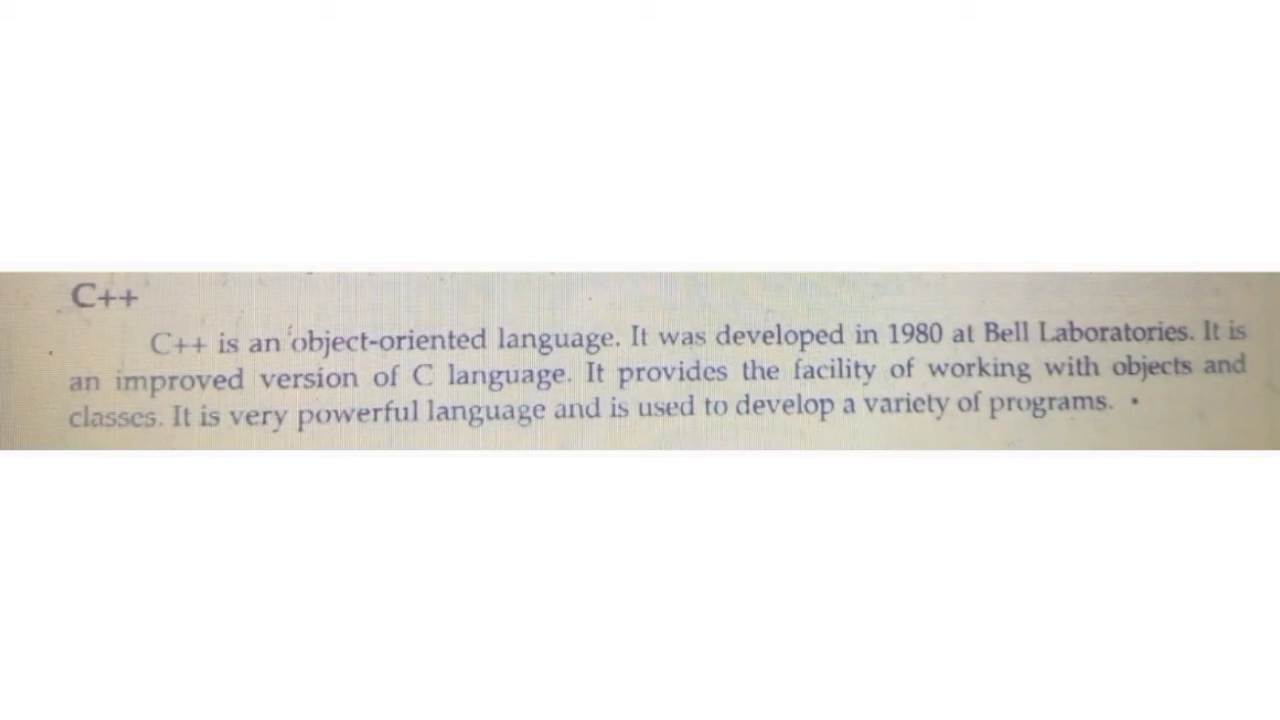 C++
C++ is an object-oriented language. It was developed in 1980 at Bell Laboratories. It is
an improved version of C language. It provides the facility of working with objects and
classes. It is very powerful language and is used to develop a variety of programs.